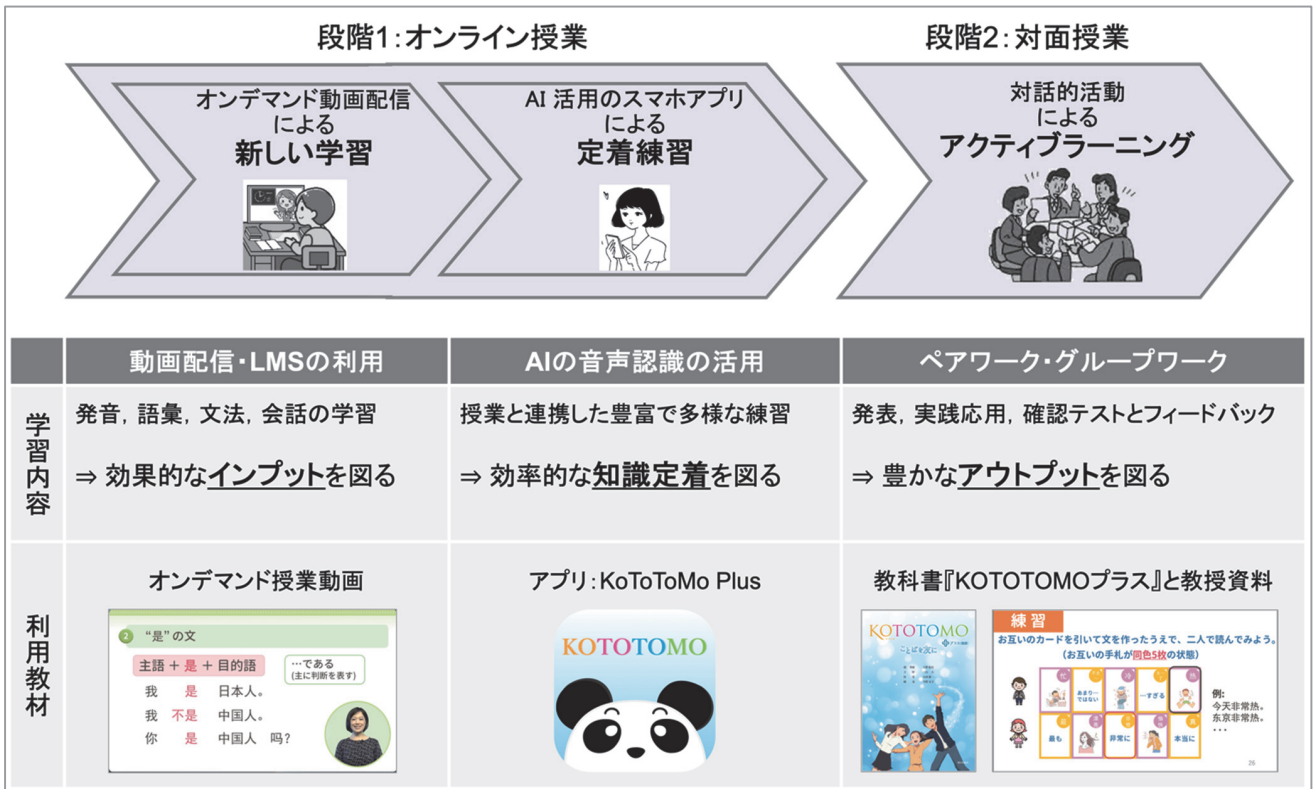 段階1：オンライン授業
段階2：対面授業
オンデマンド動画配信
による
新しい学習
AI 活用のスマホアプリ
による
定着練習
対話的活動
による
アクティブラーニング
動画配信・LMSの利用
AIの音声認識の活用
ペアワーク・グループワーク
学習内容
発音，語彙，文法，会話の学習
⇒ 効果的なインプットを図る
授業と連携した豊富で多様な練習
⇒ 効率的な知識定着を図る
発表，実践応用，確認テストとフィードバック
⇒ 豊かなアウトプットを図る
利用教材
オンデマンド授業動画
2 “是”の文
主語 + 是 + 目的語
…である
(主に判断を表す)
我 是 日本人。
我 不是 中国人。
你 是 中国人 吗？
アプリ：KoToToMo Plus
KOTOTOMO
教科書『KOTOTOMOプラス』と教授資料
KOTOTOMO
ことばを友に
練習
お互いのカードを引いて文を作ったうえで、二人で読んでみよう。
（お互いの手札が同色5枚の状態）
忙
あまり…
ではない
冷
…すぎる
热
最も
非常に
本当に
例:
今天非常热。
东京非常热。
...
26